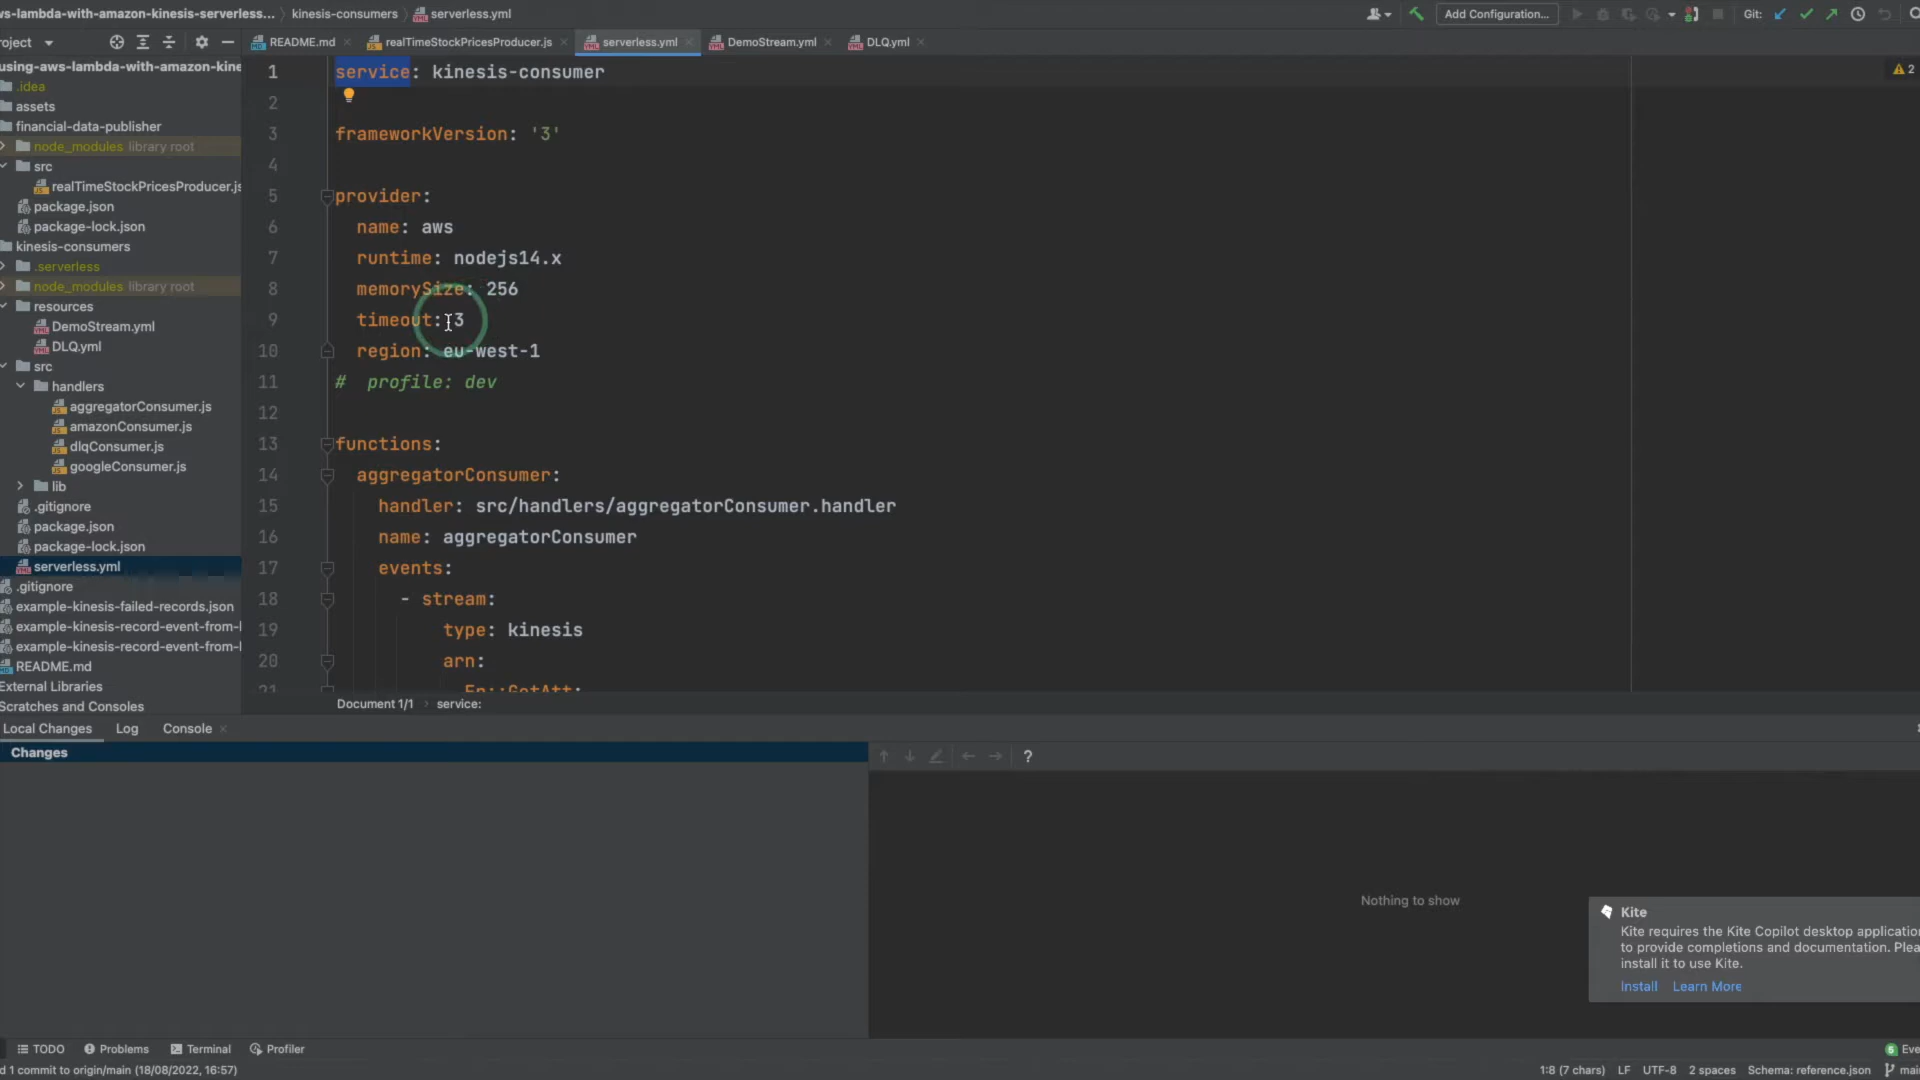 ws-lambda-with-amazon-kinesis-serverless... kinesis-consumers serverless.yml
Add Configuration... Git:
roject README.md realTimeStockPricesProducer.js serverless.yml DemoStream.yml DLQ.yml
using-aws-lambda-with-amazon-kine
.idea
assets
financial-data-publisher
node_modules library root
src
realTimeStockPricesProducer.js
package.json
package-lock.json
kinesis-consumers
.serverless
node_modules library root
resources
DemoStream.yml
DLQ.yml
src
handlers
aggregatorConsumer.js
amazonConsumer.js
dlqConsumer.js
googleConsumer.js
lib
.gitignore
package.json
package-lock.json
serverless.yml
.gitignore
example-kinesis-failed-records.json
example-kinesis-record-event-from-
example-kinesis-record-event-from-
README.md
External Libraries
Scratches and Consoles
1 service: kinesis-consumer
2
2
3 frameworkVersion: '3'
4
5 provider:
6 name: aws
7 runtime: nodejs14.x
8 memorySize: 256
9 timeout: 3
10 region: eu-west-1
11 # profile: dev
12
13 functions:
14 aggregatorConsumer:
15 handler: src/handlers/aggregatorConsumer.handler
16 name: aggregatorConsumer
17 events:
18 - stream:
19 type: kinesis
20 arn:
21 Fn::GetAtt:
Document 1/1 service:
Local Changes Log Console
Changes
?
Nothing to show
Kite
Kite requires the Kite Copilot desktop applicatio
to provide completions and documentation. Plea
install it to use Kite.
Install Learn More
TODO Problems Terminal Profiler
5 Eve
d 1 commit to origin/main (18/08/2022, 16:57)
1:8 (7 chars) LF UTF-8 2 spaces Schema: reference.json mai